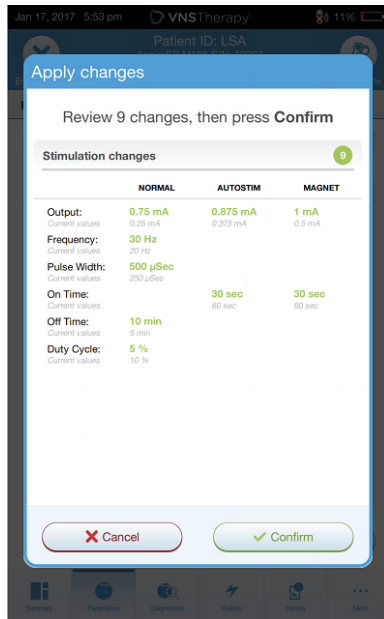 Jan 17, 2017 5:53 pm VNSTherapy 11%
Patient ID: LSA
Apply changes
Review 9 changes, then press Confirm
Stimulation changes 9
NORMAL AUTOSTIM MAGNET
Output: 0.75 mA 0.875 mA 1 mA
Current values 0.25 mA 0.375 mA 0.5 mA
Frequency: 30 Hz
Current values 20 Hz
Pulse Width: 500 µSec
Current values 250 µSec
On Time: 30 sec 30 sec
Current values 60 sec 60 sec
Off Time: 10 min
Current values 5 min
Duty Cycle: 5 %
Current values 10 %
Cancel Confirm
Summary Parameters Diagnostics Events History More